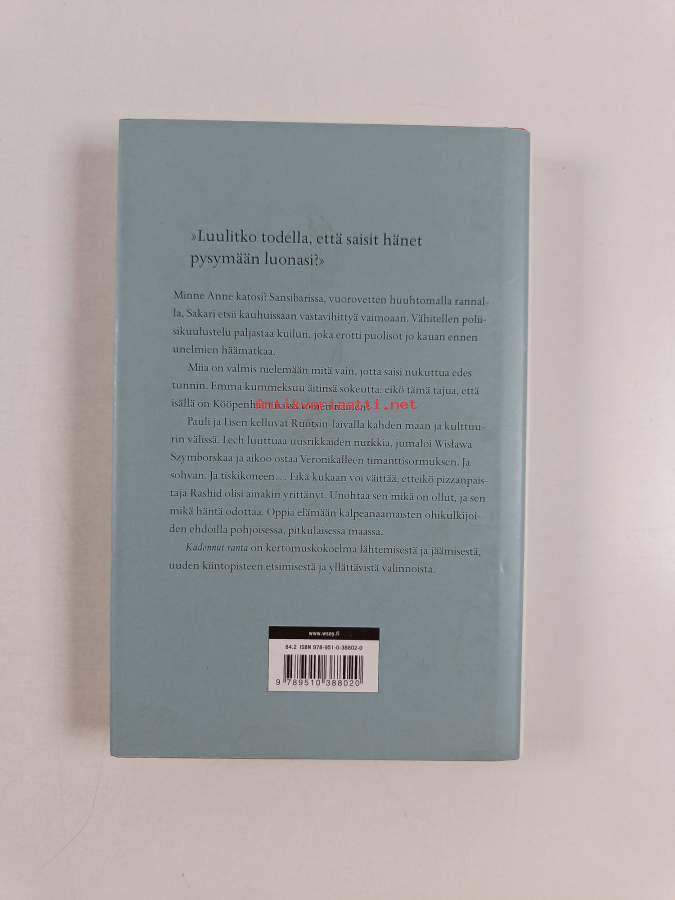 »Luulitko todella, että saisit hänet
pysymään luonasi?»
Minne Anne katosi? Sansibarissa, vuorovetten huuhtomalla rannal-
la, Sakari etsii kauhuissaan vastavihittyä vaimoaan. Vähitellen polii-
sikuulustelu paljastaa kuilun, joka erotti puolisot jo kauan ennen
unelmien häämatkaa.
Miia on valmis nielemään mitä vain, jotta saisi nukuttua edes
tunnin. Emma kummeksuu äitinsä sokeutta, eikö tämä tajua, että
isällä on Kööpenhaminassa toinen nainen?
Antikvariaatti.net
Pauli ja Iisen kelluvat Ruotsin-laivalla kahden maan ja kulttuu-
rin välissä. Lech luuttuaa uusrikkaiden nurkkia, jumaloi Wisława
Szymborskaa ja aikoo ostaa Veronikalleen timanttisormuksen. Ja
sohvan. Ja tiskikoneen... Eikä kukaan voi väittää, etteikö pizzanpais-
taja Rashid olisi ainakin yrittänyt. Unohtaa sen mikä on ollut, ja sen
mikä häntä odottaa. Oppia elämään kalpeanaamaisten ohikulkijoi-
den ehdoilla pohjoisessa, pitkulaisessa maassa.
Kadonnut ranta on kertomuskokoelma lähtemisestä ja jäämisestä,
uuden kiintopisteen etsimisestä ja yllättävistä valinnoista.
www.wsoy.fi
84.2 ISBN 978-951-0-38802-0
9 789510 388020